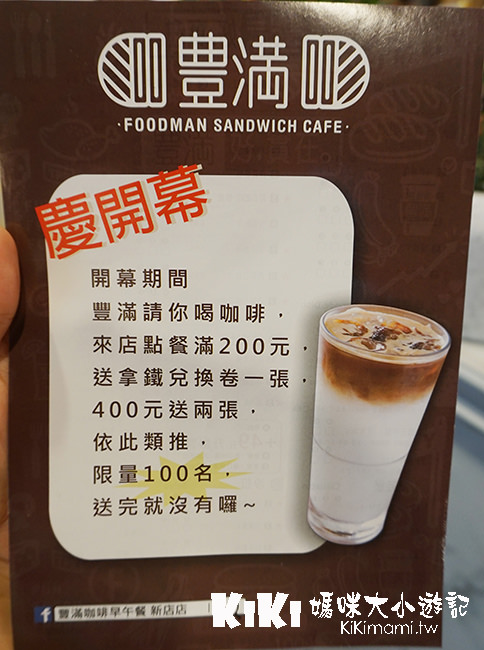 豐満
·FOODMAN SANDWICH CAFE·
慶開幕
開幕期間
豐滿請你喝咖啡，
來店點餐滿200元，
送拿鐵兌換卷一張，
400元送兩張，
依此類推，
限量100名，
送完就沒有囉~
f 豐滿咖啡早午餐 新店店
KiKi 媽咪大小遊記
KiKimami.tw